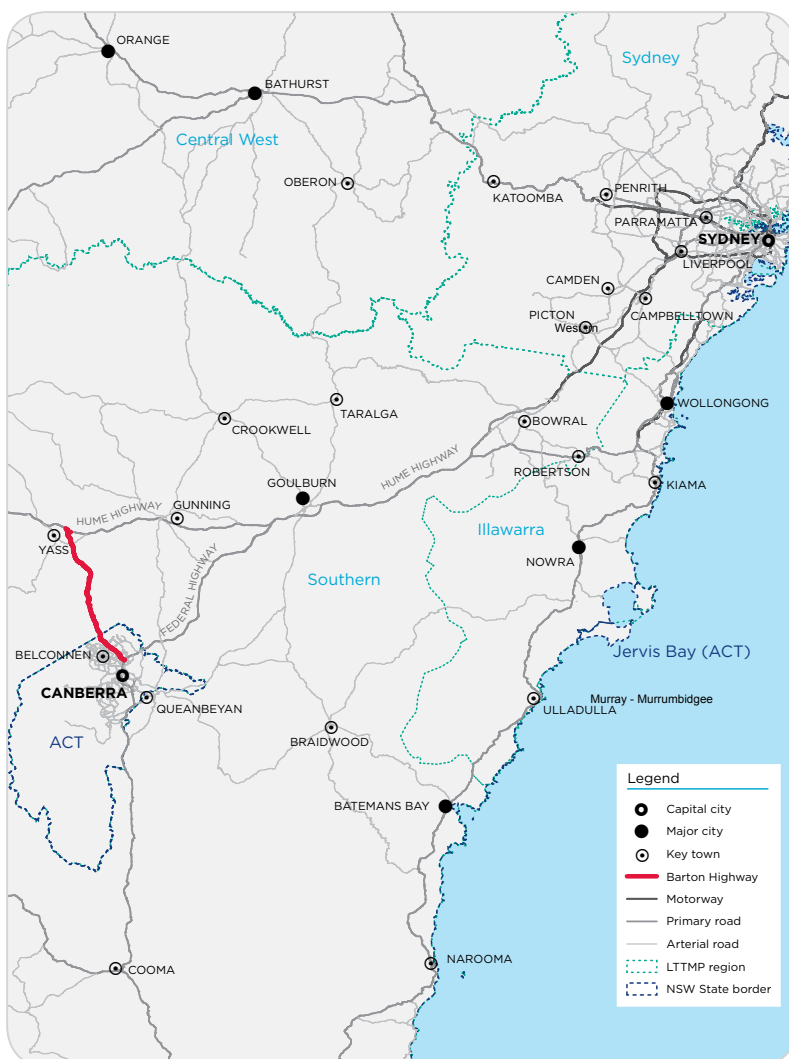 ORANGE
Sydney
BATHURST
Central West
OBERON
KATOOMBA
PENRITH
PARRAMATTA
SYDNEY
LIVERPOOL
CAMDEN
CAMPBELLTOWN
PICTON
Western
TARALGA
WOLLONGONG
CROOKWELL
BOWRAL
HUME HIGHWAY
ROBERTSON
GOULBURN
KIAMA
GUNNING
HUME HIGHWAY
Illawarra
YASS
NOWRA
FEDERAL HIGHWAY
Southern
BELCONNEN
Jervis Bay (ACT)
CANBERRA
QUEANBEYAN
Murray - Murrumbidgee
ULLADULLA
ACT
BRAIDWOOD
BATEMANS BAY
NAROOMA
COOMA
Legend
Capital city
Major city
Key town
Barton Highway
Motorway
Primary road
Arterial road
LTTMP region
NSW State border